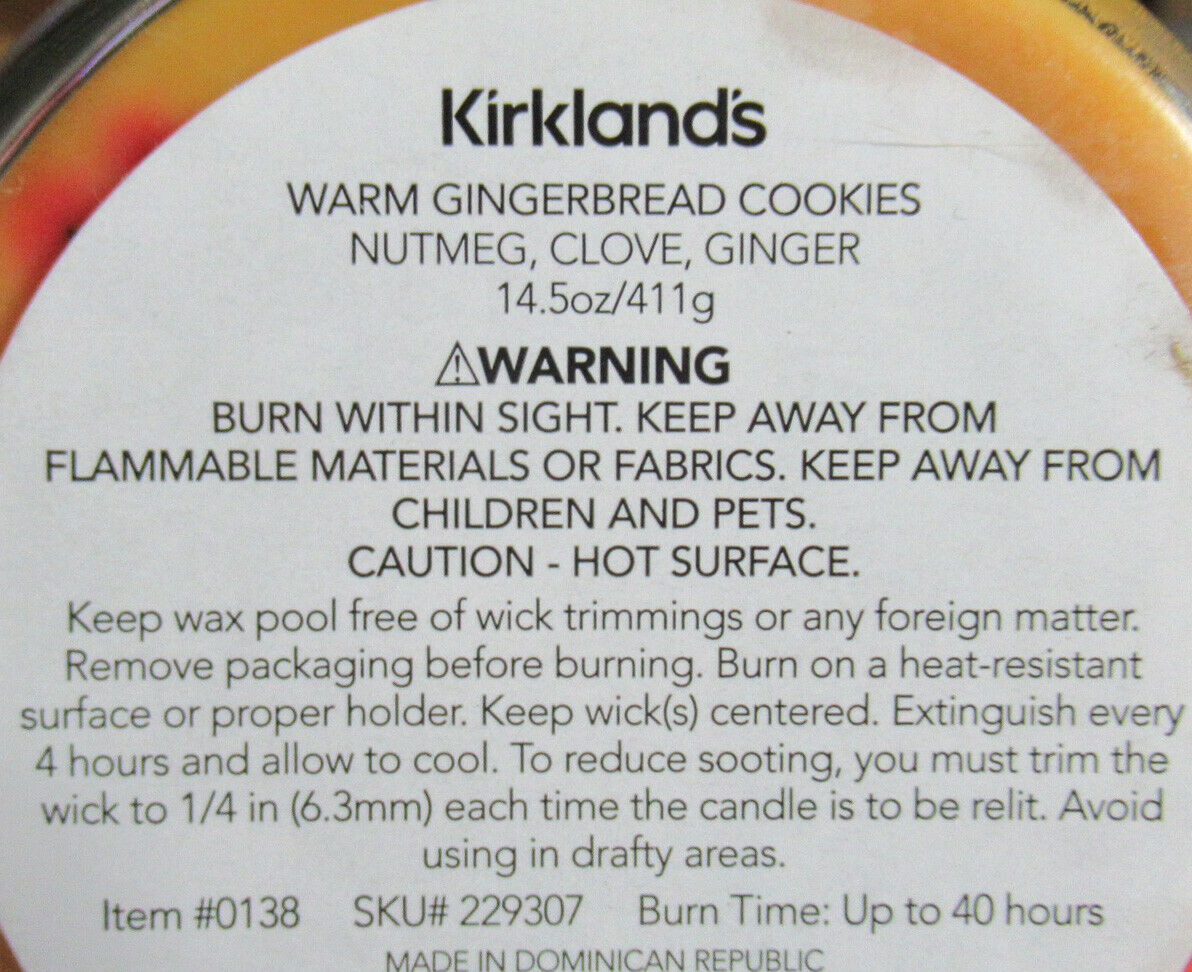 Kirkland's
WARM GINGERBREAD COOKIES
NUTMEG, CLOVE, GINGER
14.5oz/411g
⚠WARNING
BURN WITHIN SIGHT. KEEP AWAY FROM
FLAMMABLE MATERIALS OR FABRICS. KEEP AWAY FROM
CHILDREN AND PETS.
CAUTION - HOT SURFACE.
Keep wax pool free of wick trimmings or any foreign matter.
Remove packaging before burning. Burn on a heat-resistant
surface or proper holder. Keep wick(s) centered. Extinguish every
4 hours and allow to cool. To reduce sooting, you must trim the
wick to 1/4 in (6.3mm) each time the candle is to be relit. Avoid
using in drafty areas.
Item #0138 SKU# 229307 Burn Time: Up to 40 hours
MADE IN DOMINICAN REPUBLIC